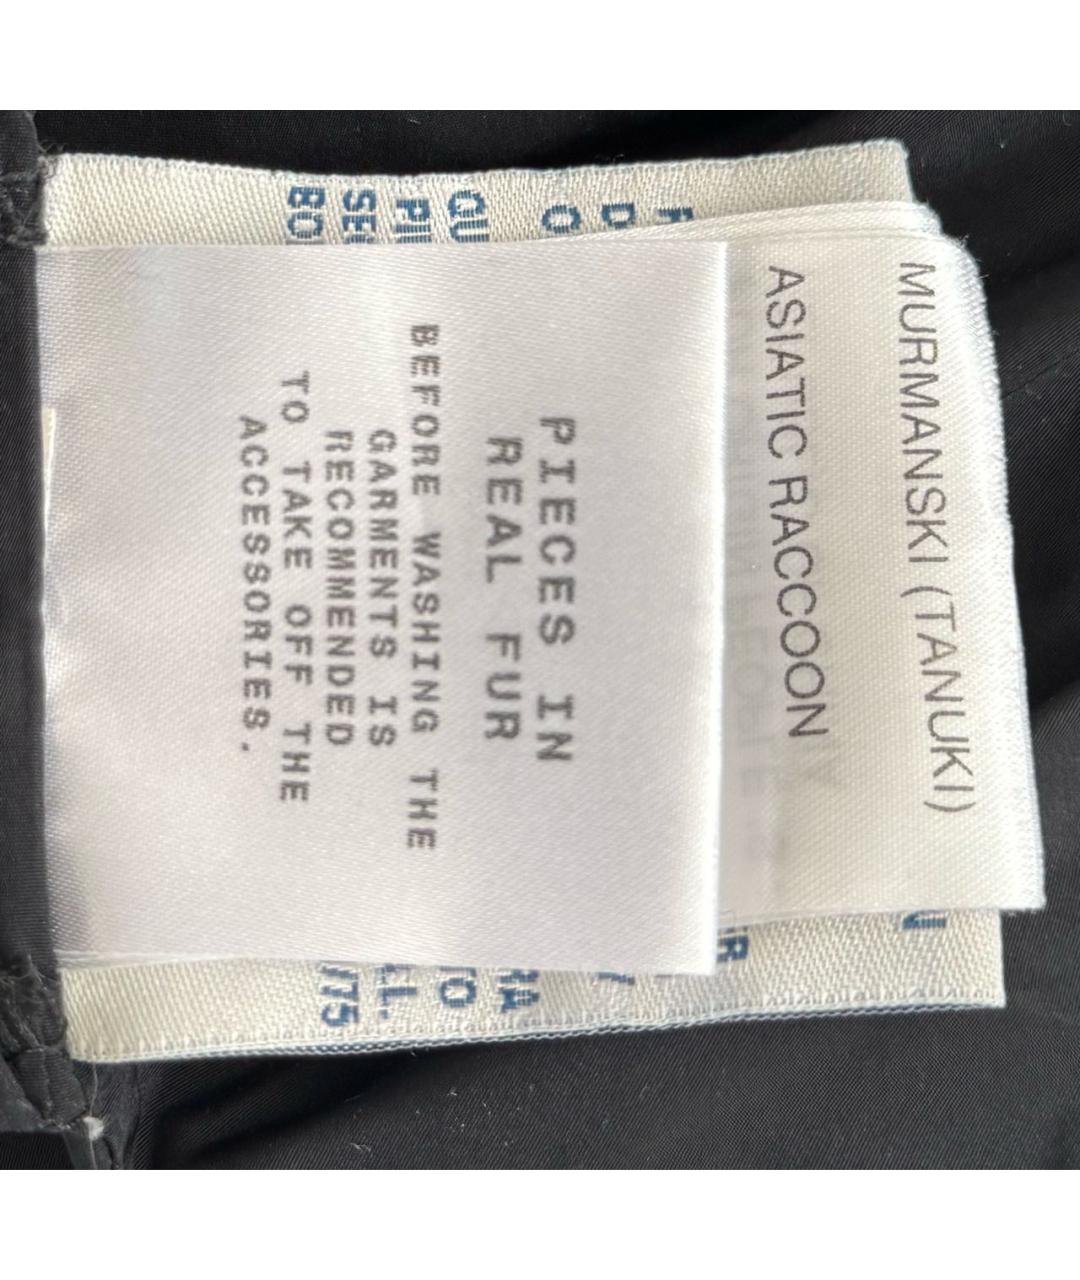 MURMANSKI (TANUKI)
ASIATIC RACCOON
PIECES IN
REAL FUR
BEFORE WASHING THE
GARMENTS IS
RECOMMENDED
TO TAKE OFF THE
ACCESSORIES.